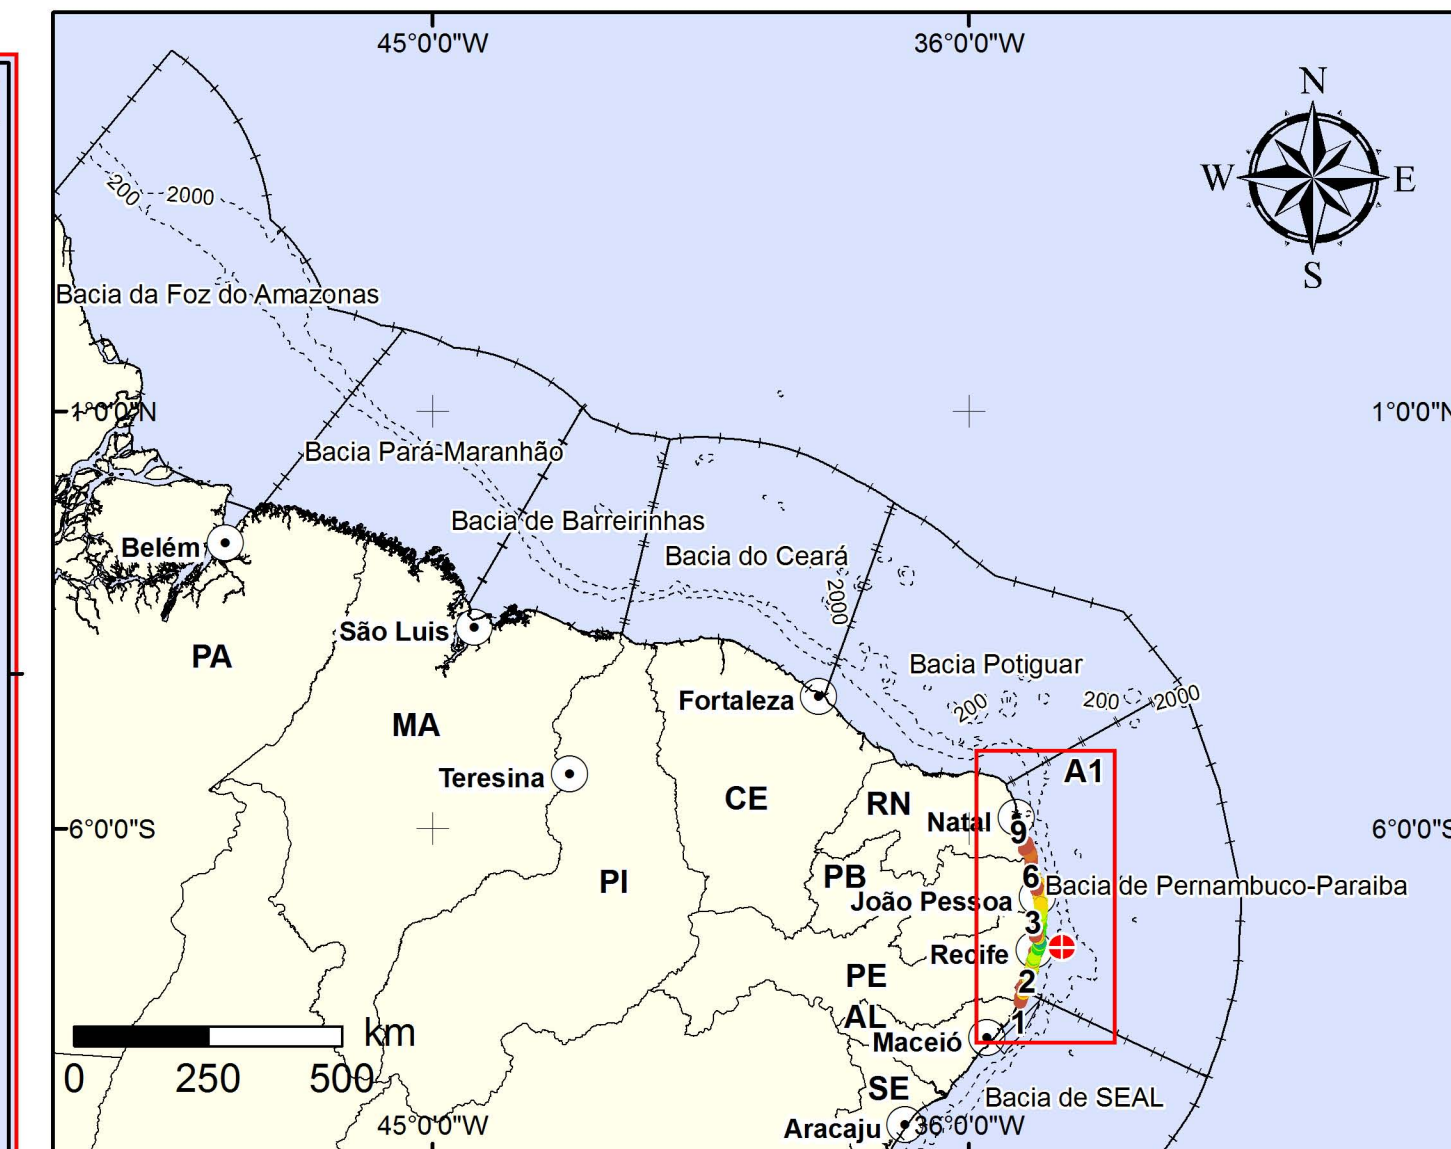 45°0'0"W
36°0'0"W
N
W
E
S
200
2000
Bacia da Foz do Amazonas
1°0'0"N
1°0'0"N
Bacia Pará-Maranhão
Bacia de Barreirinhas
Belém
Bacia do Ceará
2000
São Luis
PA
Bacia Potiguar
Fortaleza
200
200
2000
MA
A1
Teresina
CE
RN
Natal
9
6°0'0"S
6°0'0"S
PI
PB
6
Bacia de Pernambuco-Paraiba
João Pessoa
3
Recife
PE
2
AL
1
km
Maceió
0
250
500
SE
Bacia de SEAL
45°0'0"W
Aracaju
36°0'0"W